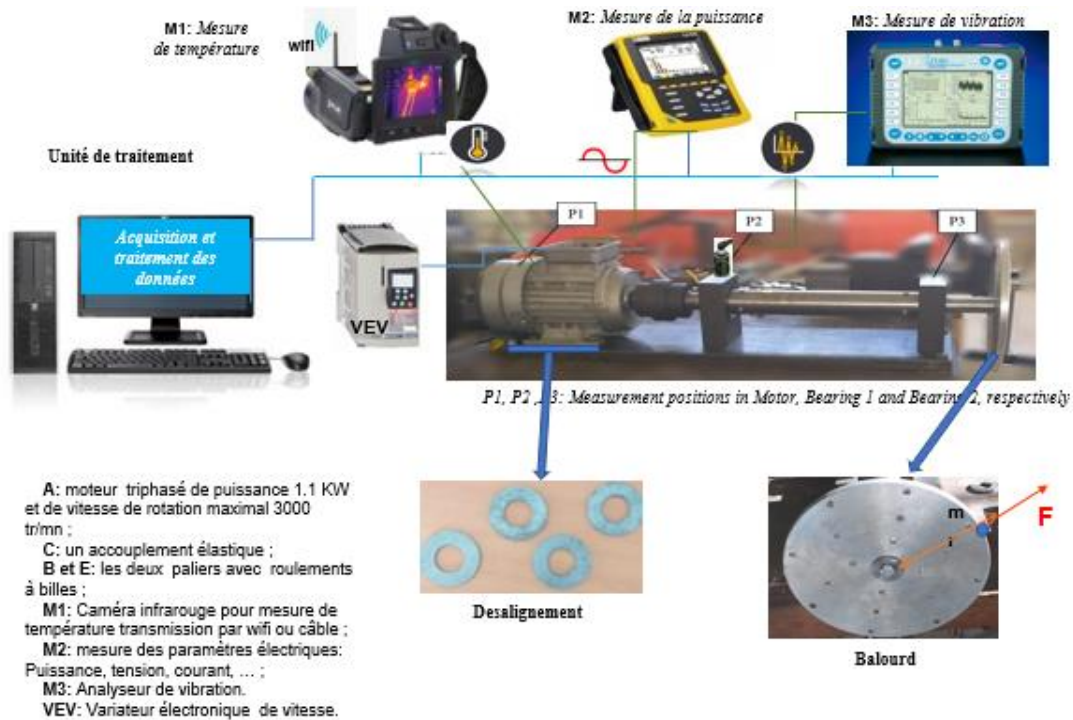 M1: Mesure
de température
wifi
M2: Mesure de la puissance
M3: Mesure de vibration
Unité de traitement
Acquisition et
traitement des
données
VEV
P1
P2
P3
P1, P2 , 3: Measurement positions in Motor, Bearing 1 and Bearing 2, respectively
A: moteur triphasé de puissance 1.1 KW
et de vitesse de rotation maximal 3000
tr/mn ;
C: un accouplement élastique ;
B et E: les deux paliers avec roulements
à billes ;
M1: Caméra infrarouge pour mesure de
température transmission par wifi ou câble ;
M2: mesure des paramètres électriques:
Puissance, tension, courant, … ;
M3: Analyseur de vibration.
VEV: Variateur électronique de vitesse.
Desalignement
m
F
Balourd